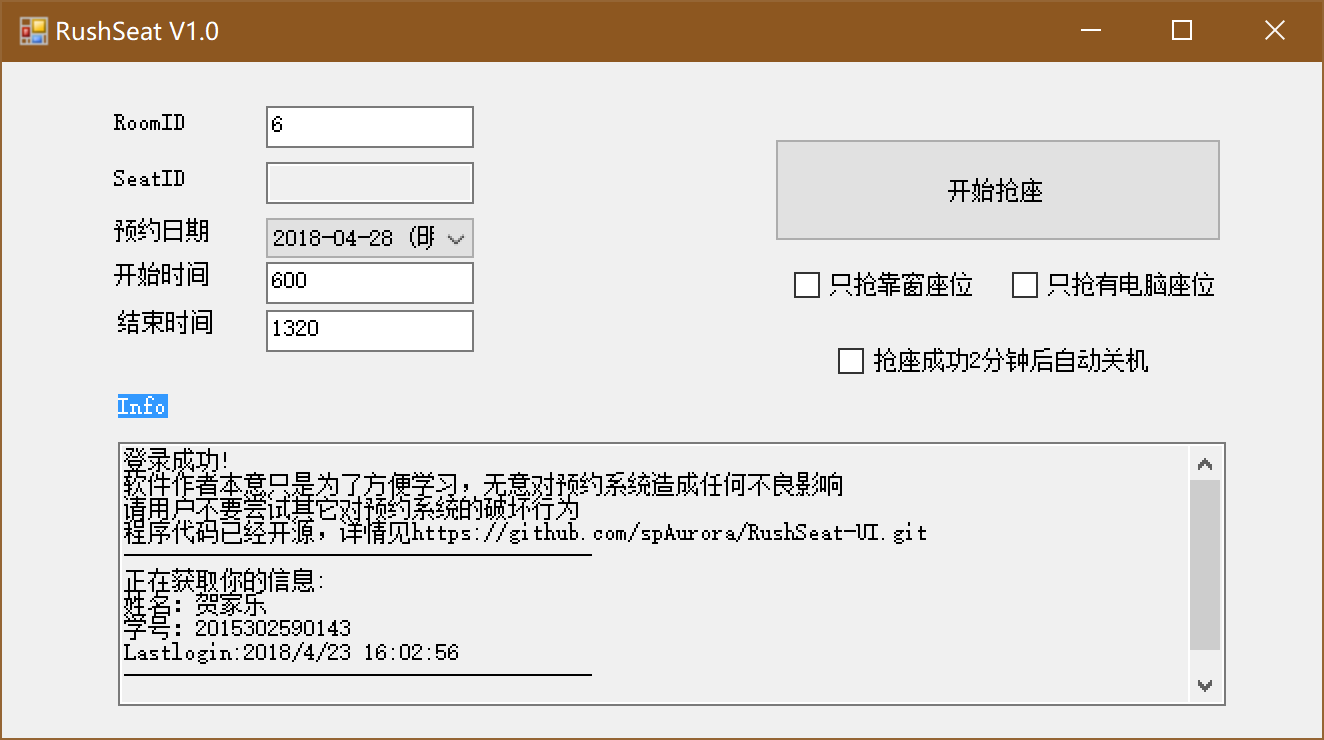 RushSeat V1.0
RoomID
6
SeatID
预约日期
2018-04-28 (明
开始时间
600
结束时间
1320
开始抢座
只抢靠窗座位
只抢有电脑座位
抢座成功2分钟后自动关机
Info
登录成功!
软件作者本意只是为了方便学习，无意对预约系统造成任何不良影响
请用户不要尝试其它对预约系统的破坏行为
程序代码已经开源，详情见https://github.com/spAurora/RushSeat-UI.git
正在获取你的信息:
姓名: 贺家乐
学号: 2015302590143
Lastlogin:2018/4/23 16:02:56